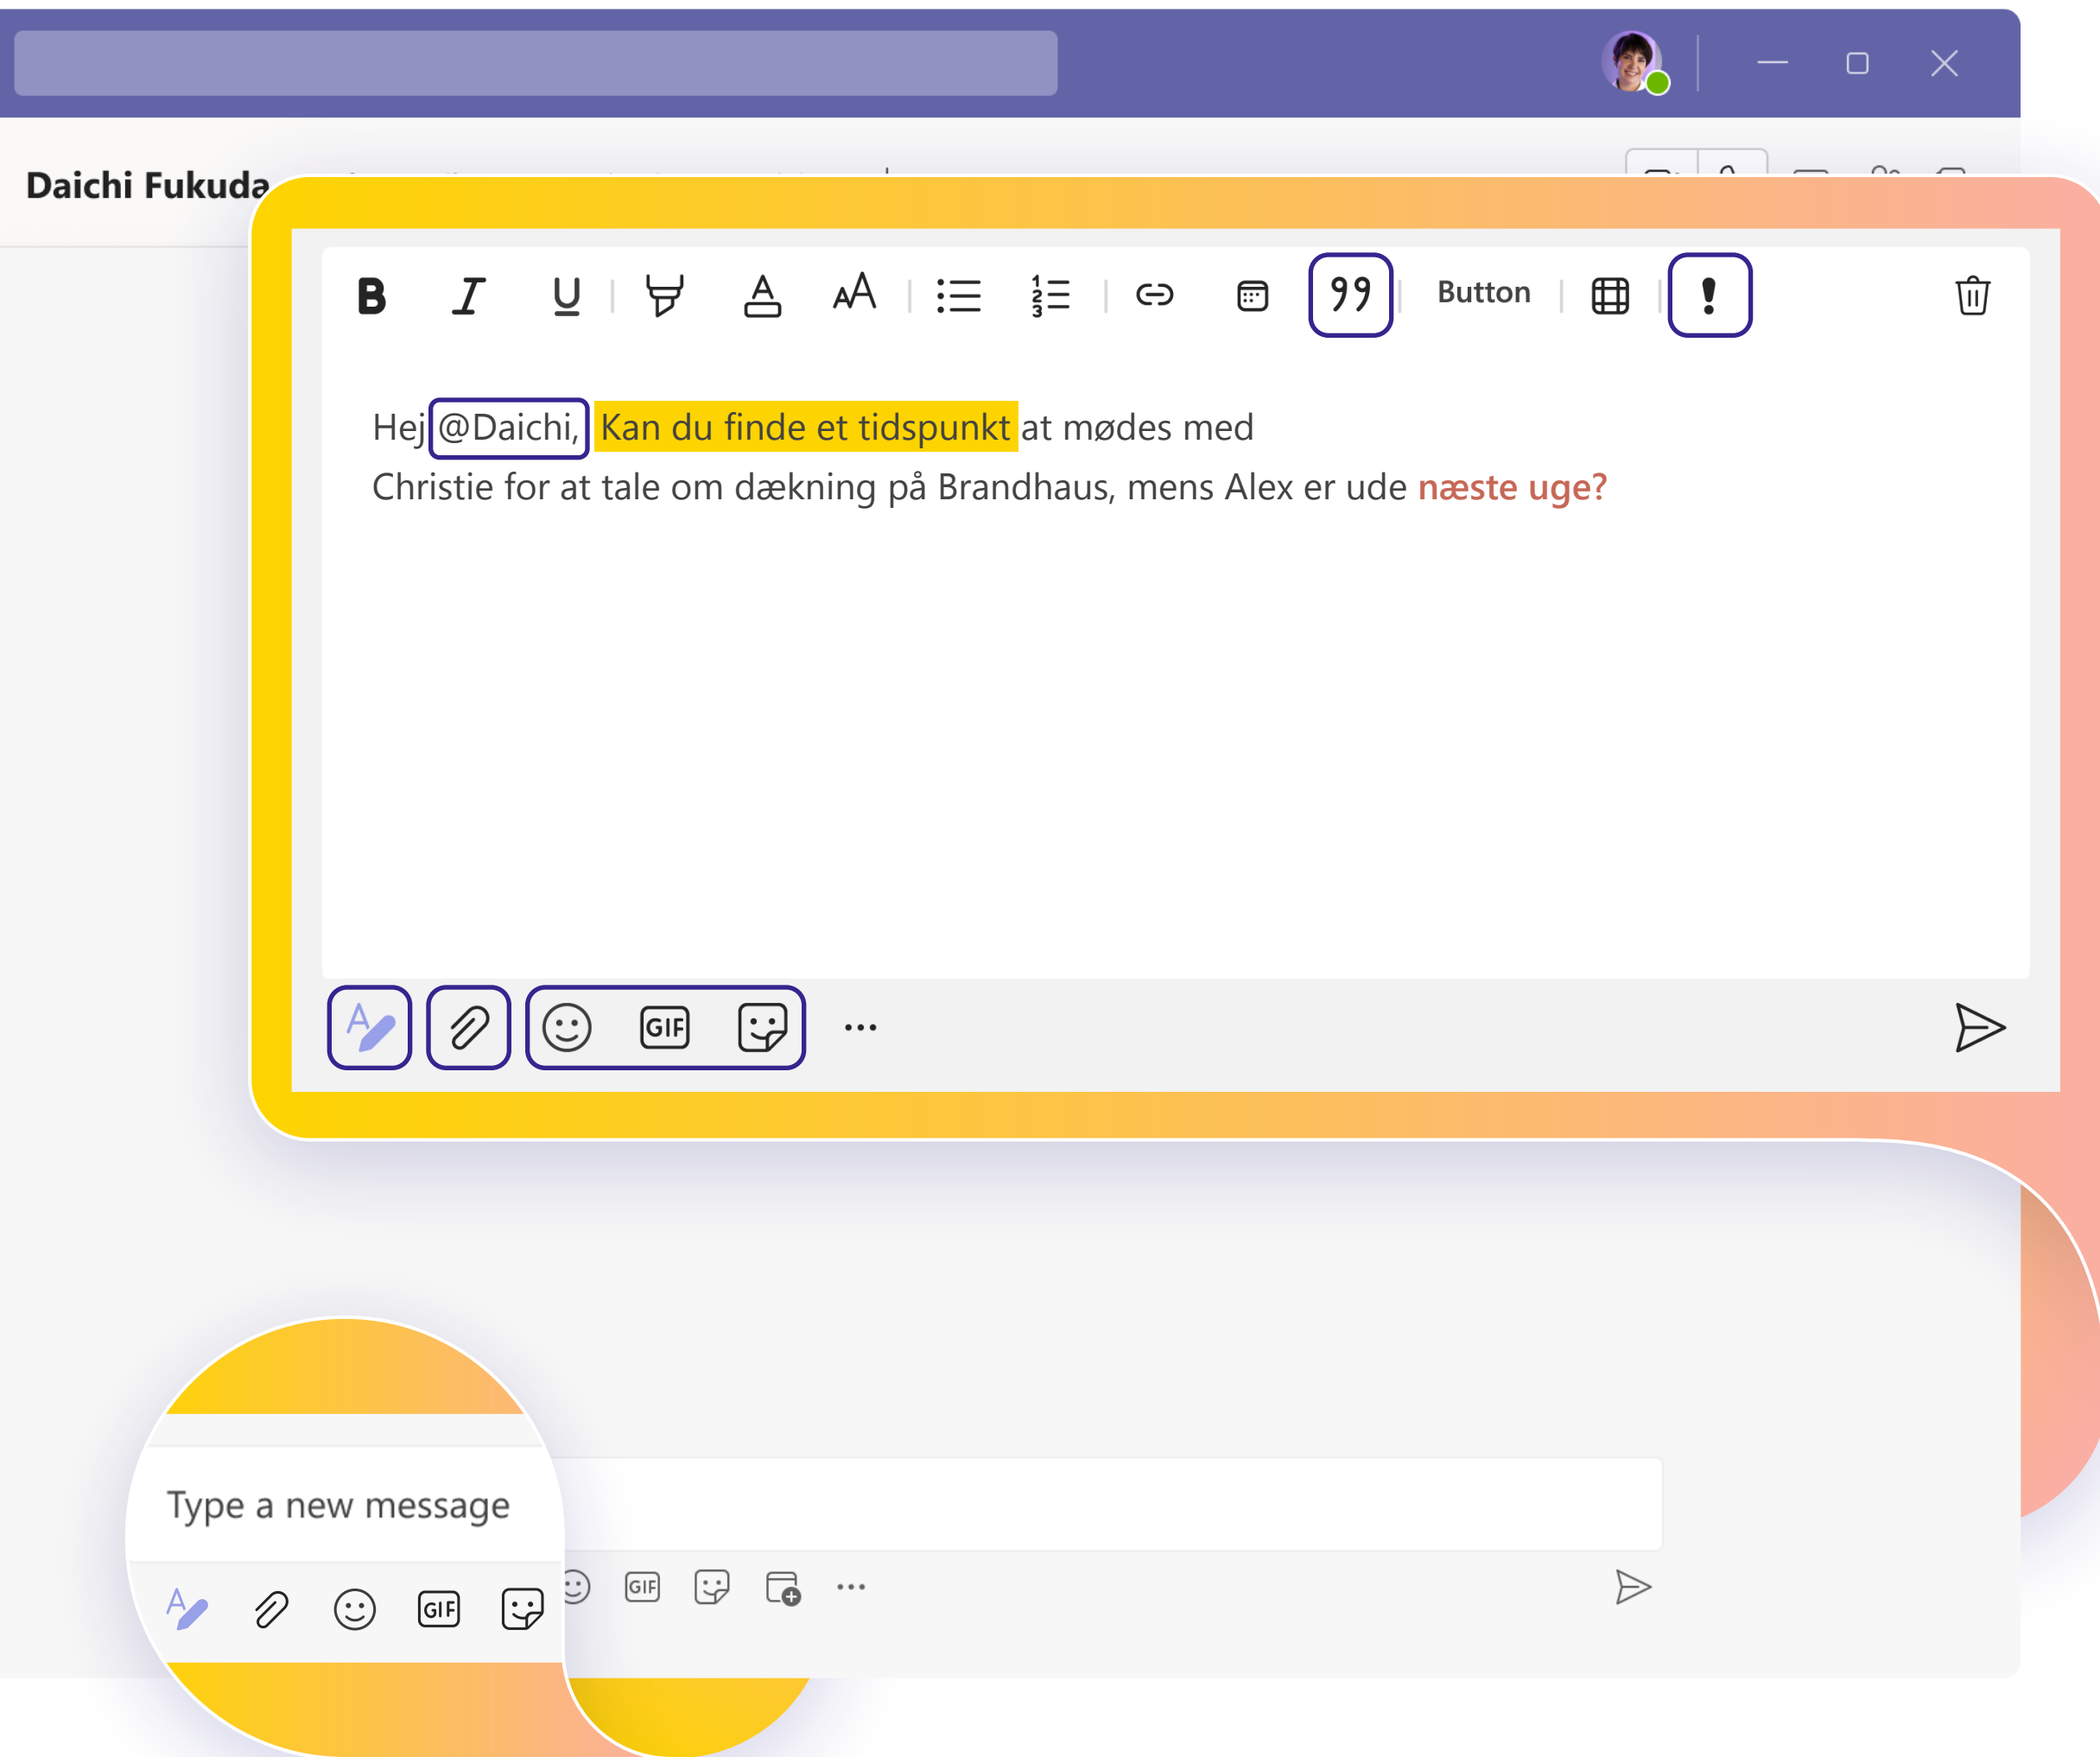 Daichi Fukuda
Button
Hej @Daichi, Kan du finde et tidspunkt at mødes med
Christie for at tale om dækning på Brandhaus, mens Alex er ude næste uge?
GIF
Type a new message
GIF
GIF